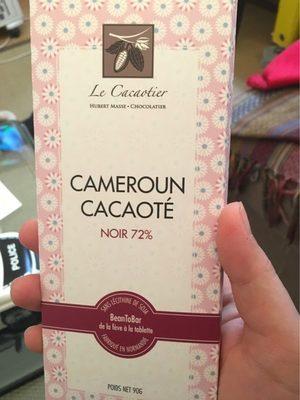 Le Cacaotier
HUBERT MASSE • CHOCOLATIER
CAMEROUN
CACAOTÉ
NOIR 72%
SANS LÉCITHINE DE SOJA
BeanToBar
de la fève à la tablette
FABRIQUÉ EN NORMANDIE
POIDS NET 90G
POLICE